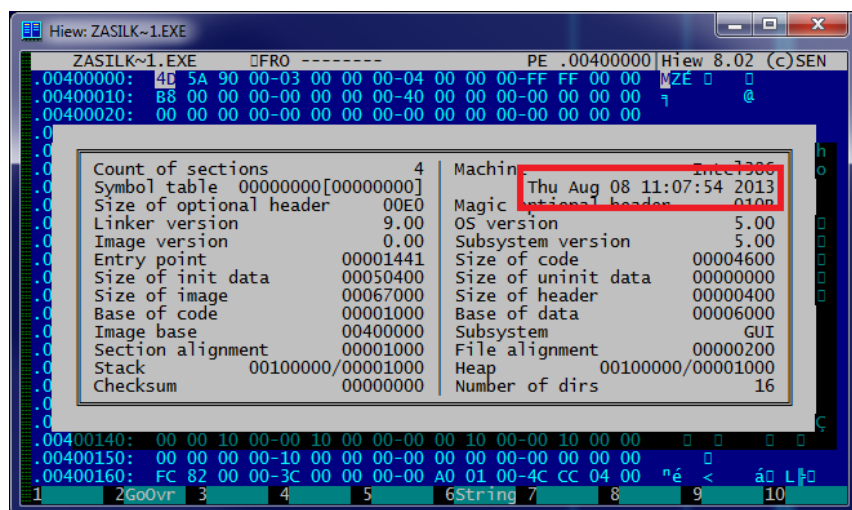 Hiew: ZASILK~1.EXE
ZASILK~1.EXE ▯FRO -------- PE .00400000|Hiew 8.02 (c)SEN
.00400000: 4D 5A 90 00-03 00 00 00-04 00 00 00-FF FF 00 00 MZÉ ▯ ▯
.00400010: B8 00 00 00-00 00 00 00-40 00 00 00-00 00 00 00 ╕ @
.00400020: 00 00 00 00-00 00 00 00-00 00 00 00-00 00 00 00
Count of sections 4 | Machine Intel386
Symbol table 00000000[00000000] Thu Aug 08 11:07:54 2013
Size of optional header 00E0 | Magic optional header 010B
Linker version 9.00 | OS version 5.00
Image version 0.00 | Subsystem version 5.00
Entry point 00001441 | Size of code 00004600
Size of init data 00050400 | Size of uninit data 00000000
Size of image 00067000 | Size of header 00000400
Base of code 00001000 | Base of data 00006000
Image base 00400000 | Subsystem GUI
Section alignment 00001000 | File alignment 00000200
Stack 00100000/00001000 | Heap 00100000/00001000
Checksum 00000000 | Number of dirs 16
.00400140: 00 00 10 00-00 10 00 00-00 00 10 00-00 10 00 00 ▯ ▯ ▯ ▯
.00400150: 00 00 00 00-10 00 00 00-00 00 00 00-00 00 00 00 ▯
.00400160: FC 82 00 00-3C 00 00 00-A0 01 00-4C CC 04 00 ⁿé < á▯ L╠▯
1 2GoOvr 3 4 5 6String 7 8 9 10